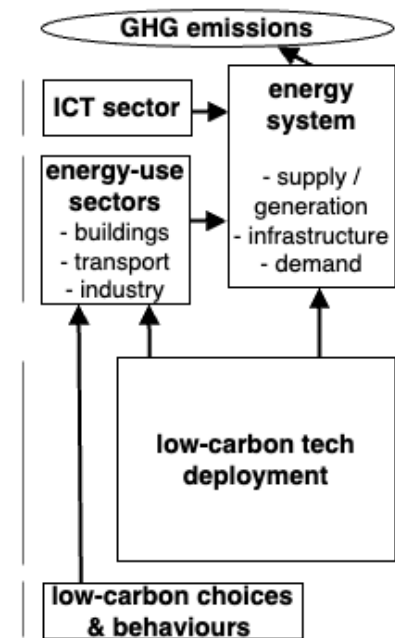 GHG emissions
ICT sector
energy
system
- supply /
generation
- infrastructure
- demand
energy-use
sectors
- buildings
- transport
- industry
low-carbon tech
deployment
low-carbon choices
& behaviours